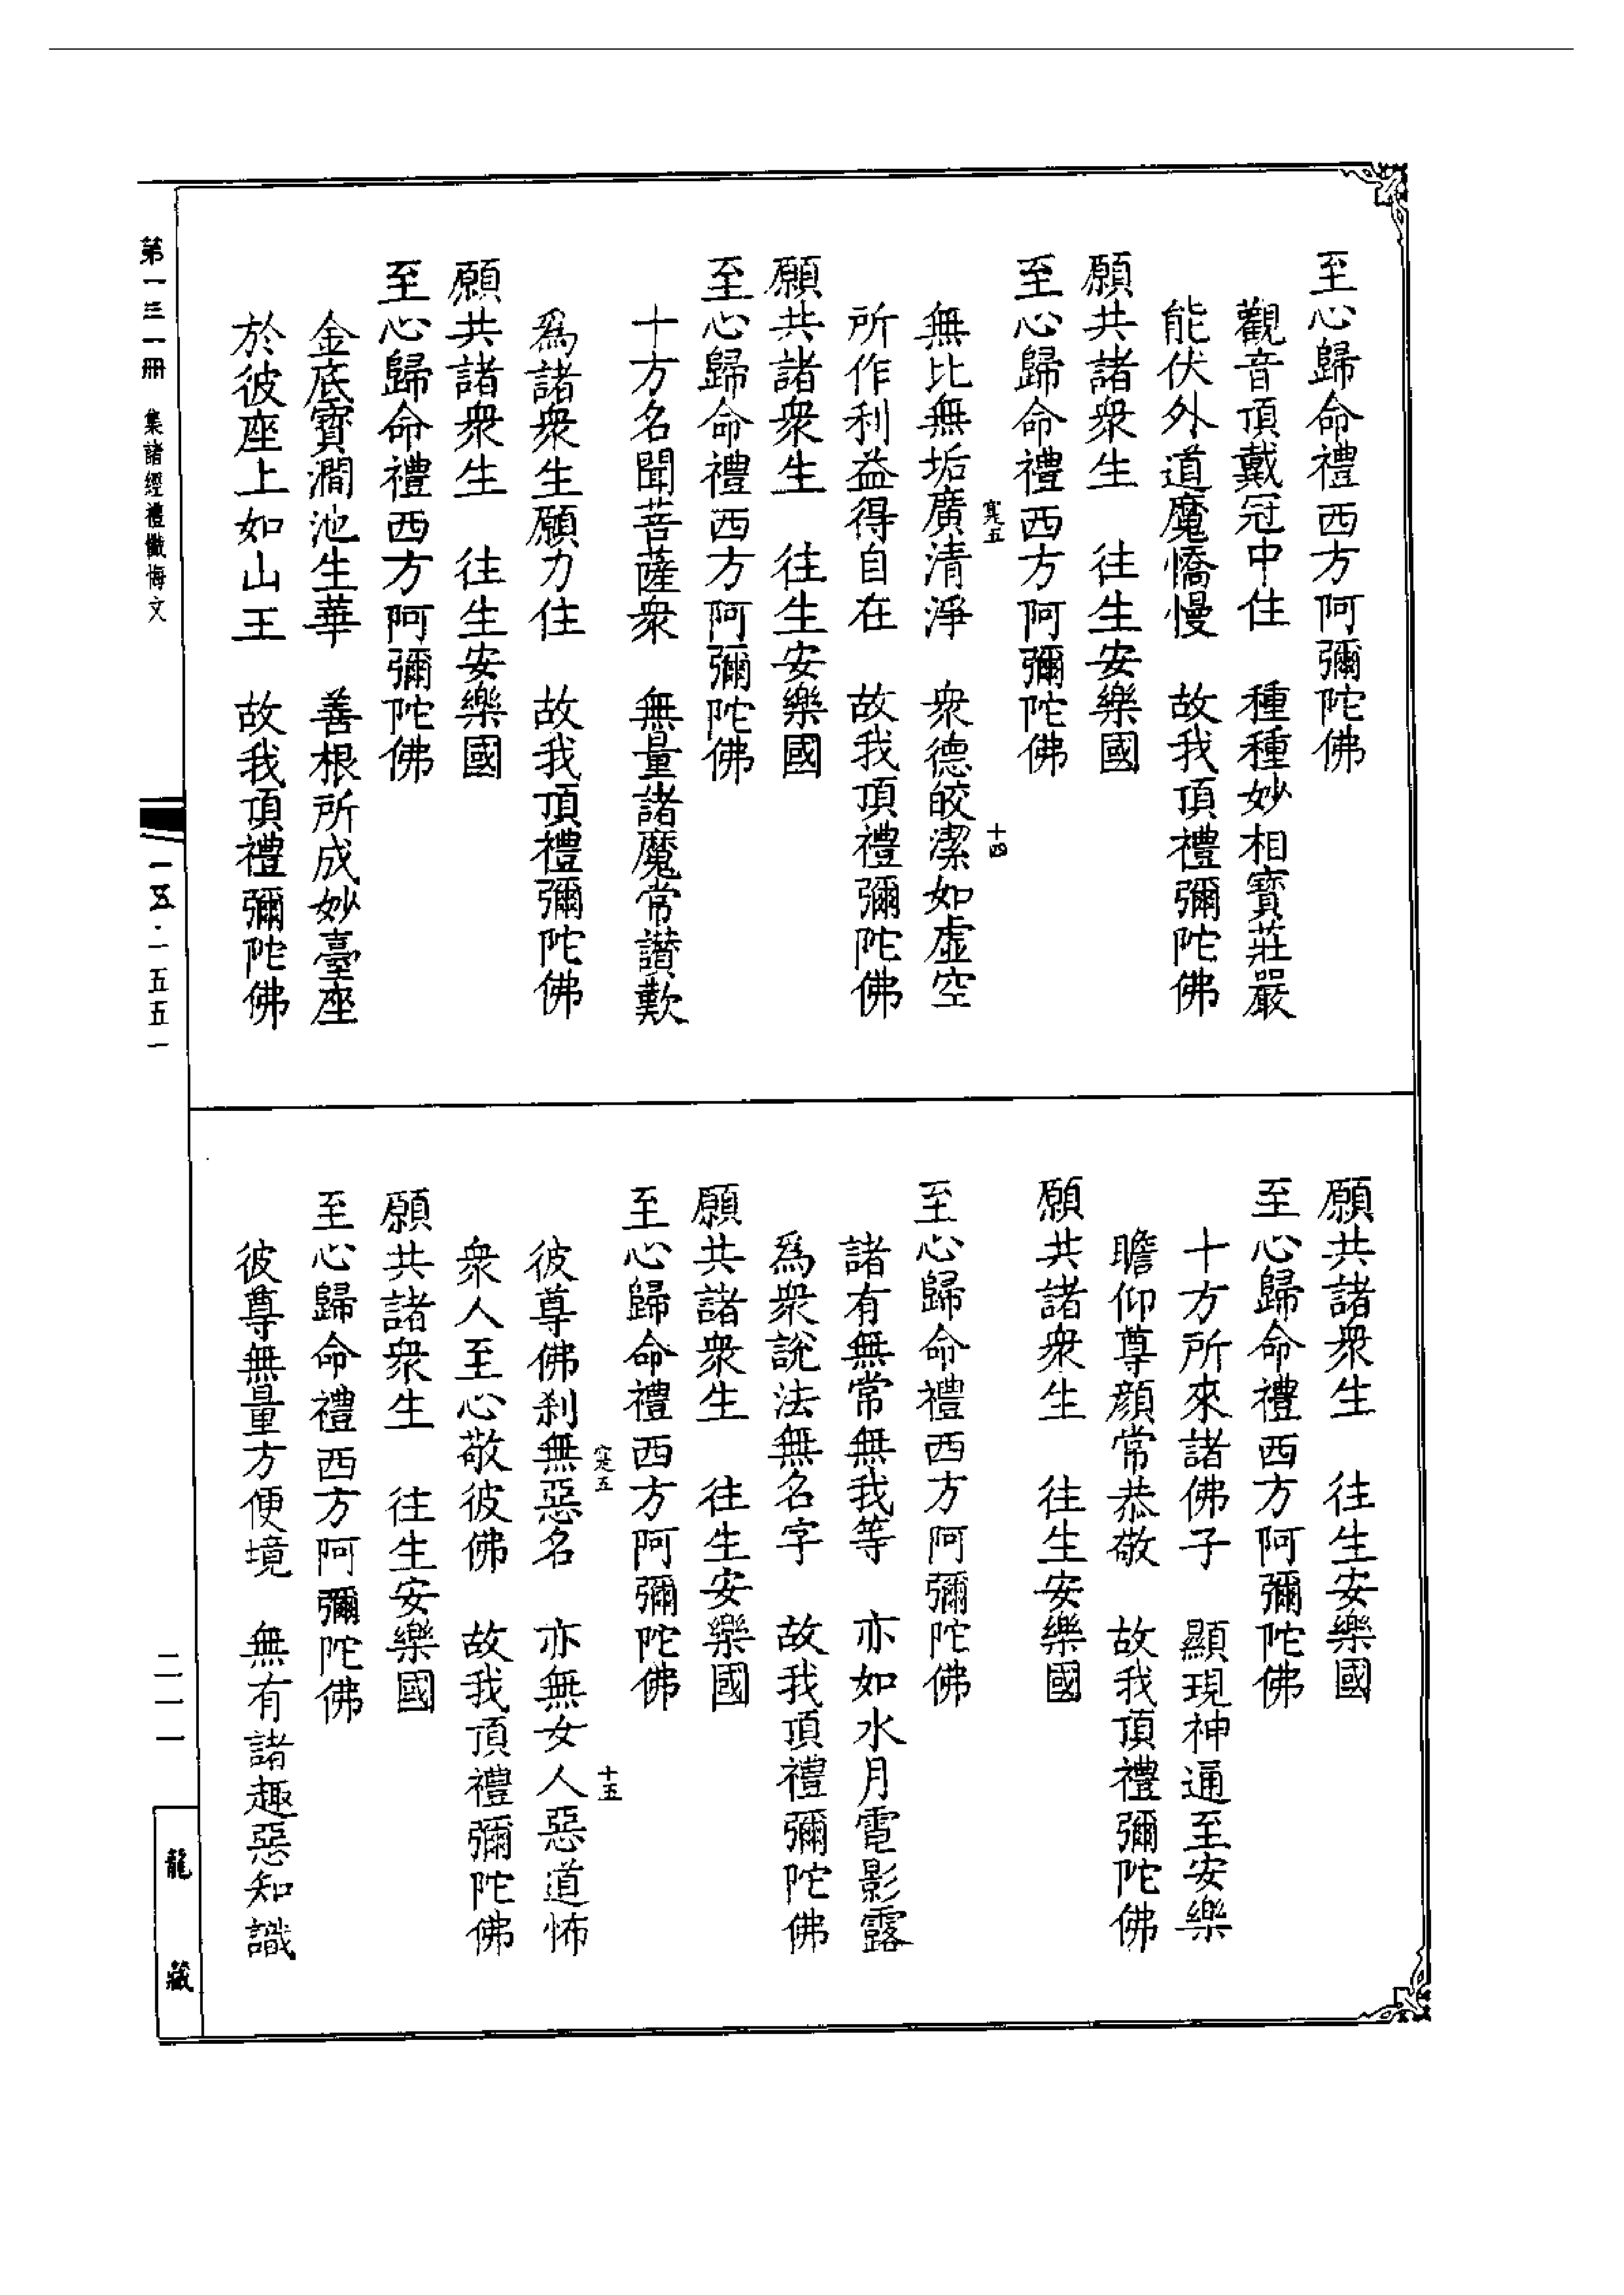 至心歸命禮西方阿彌陀佛
觀音頂戴冠中住　種種妙相寶莊嚴
能伏外道魔憍慢　故我頂禮彌陀佛
願共諸衆生　往生安樂國
至心歸命禮西方阿彌陀佛
無比無垢廣清淨　衆德皎潔如虛空
所作利益得自在　故我頂禮彌陀佛
願共諸衆生　往生安樂國
至心歸命禮西方阿彌陀佛
十方名聞菩薩衆　無量諸魔常讃歎
爲諸衆生願力住　故我頂禮彌陀佛
願共諸衆生　往生安樂國
至心歸命禮西方阿彌陀佛
金底寶澗池生華　善根所成妙臺座
於彼座上如山王　故我頂禮彌陀佛
願共諸衆生　往生安樂國
至心歸命禮西方阿彌陀佛
十方所來諸佛子　顯現神通至安樂
瞻仰尊顔常恭敬　故我頂禮彌陀佛
願共諸衆生　往生安樂國
至心歸命禮西方阿彌陀佛
諸有無常無我等　亦如水月電影露
爲衆說法無名字　故我頂禮彌陀佛
願共諸衆生　往生安樂國
至心歸命禮西方阿彌陀佛
彼尊佛刹無惡名　亦無女人惡道怖
衆人至心敬彼佛　故我頂禮彌陀佛
願共諸衆生　往生安樂國
至心歸命禮西方阿彌陀佛
彼尊無量方便境　無有諸趣惡知識
第一三一冊　集諸經禮懺悔文
一五·一五五一
二一一
龍藏
十四
十五